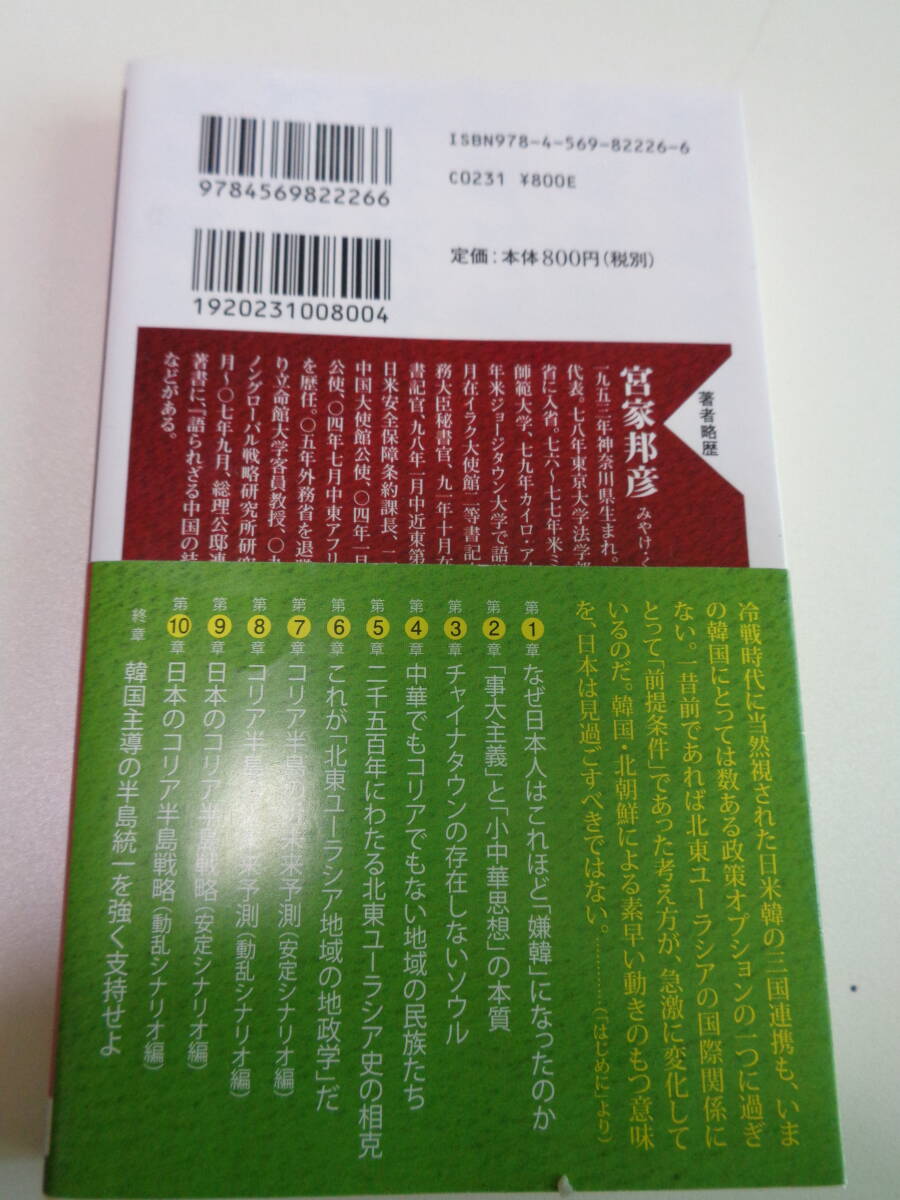 ISBN978-4-569-82226-6
C0231 ¥800E
定価：本体800円（税別）
9784569822266
1920231008004
著者略歴
宮家邦彦 みやけ・く
一九五三年神奈川県生まれ。
代表。七八年東京大学法学部
省に入省。七六〜七七年米ミ
師範大学、七九年カイロ・ア
年米ジョージタウン大学で語
月在イラク大使館二等書記
務大臣秘書官、九一年十月在
書記官、九八年一月中近東第
日米安全保障条約課長、二
中国大使館公使、〇四年一月
公使、〇四年七月中東アフリ
を歴任。〇五年外務省を退職
り立命館大学客員教授、〇九
ノングローバル戦略研究所研究
月〜〇七年九月、総理公邸連
著書に、『語られざる中国の結
などがある。
冷戦時代に当然視された日米韓の三国連携も、いま
の韓国にとっては数ある政策オプションの一つに過ぎ
ない。一昔前であれば北東ユーラシアの国際関係に
とって「前提条件」であった考え方が、急激に変化して
いるのだ。韓国・北朝鮮による素早い動きのもつ意味
を、日本は見過ごすべきではない。………（「はじめに」より）
第1章 なぜ日本人はこれほど「嫌韓」になったのか
第2章 「事大主義」と「小中華思想」の本質
第3章 チャイナタウンの存在しないソウル
第4章 中華でもコリアでもない地域の民族たち
第5章 二千五百年にわたる北東ユーラシア史の相克
第6章 これが「北東ユーラシア地域の地政学」だ
第7章 コリア半島の近未来予測（安定シナリオ編）
第8章 コリア半島の近未来予測（動乱シナリオ編）
第9章 日本のコリア半島戦略（安定シナリオ編）
第10章 日本のコリア半島戦略（動乱シナリオ編）
終章 韓国主導の半島統一を強く支持せよ